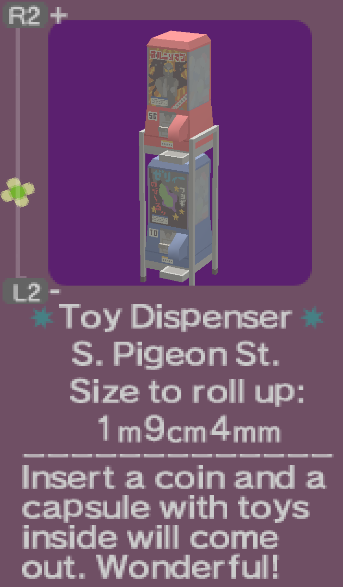 R2 +
L2 -
Toy Dispenser
S. Pigeon St.
Size to roll up:
1m9cm4mm
Insert a coin and a
capsule with toys
inside will come
out. Wonderful!